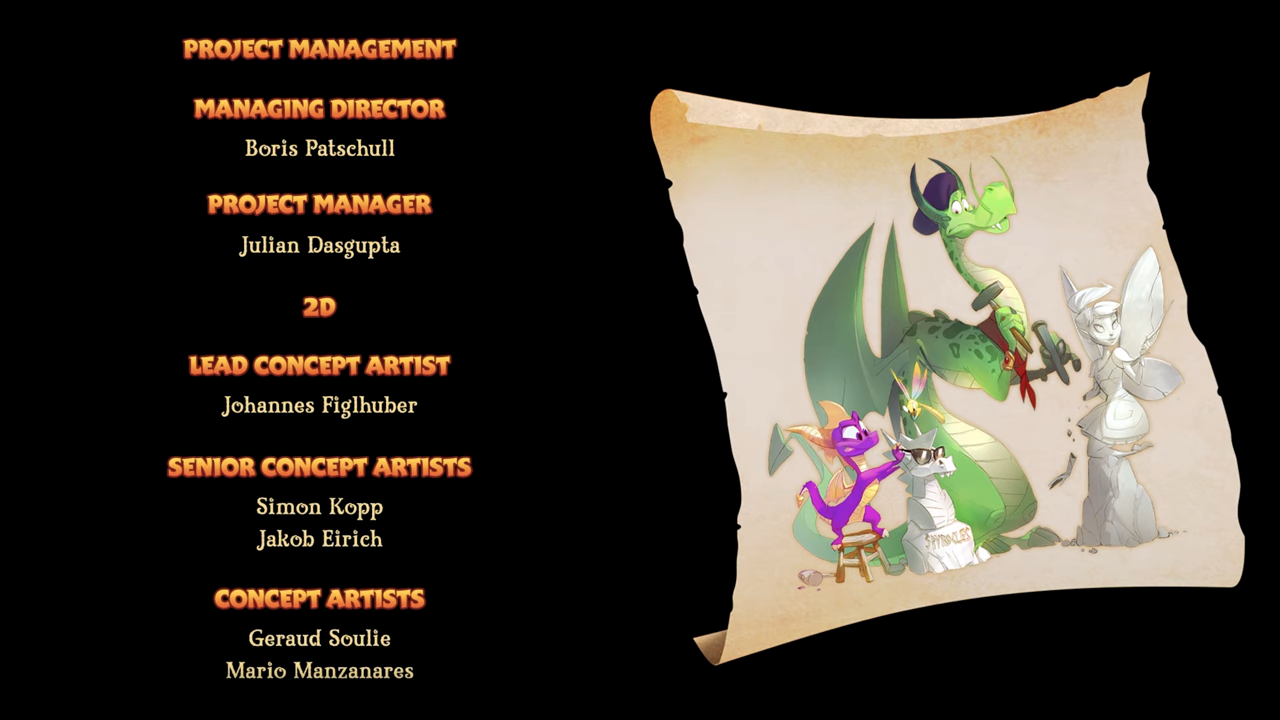 PROJECT MANAGEMENT
MANAGING DIRECTOR
Boris Patschull
PROJECT MANAGER
Julian Dasgupta
2D
LEAD CONCEPT ARTIST
Johannes Figlhuber
SENIOR CONCEPT ARTISTS
Simon Kopp
Jakob Eirich
CONCEPT ARTISTS
Geraud Soulie
Mario Manzanares